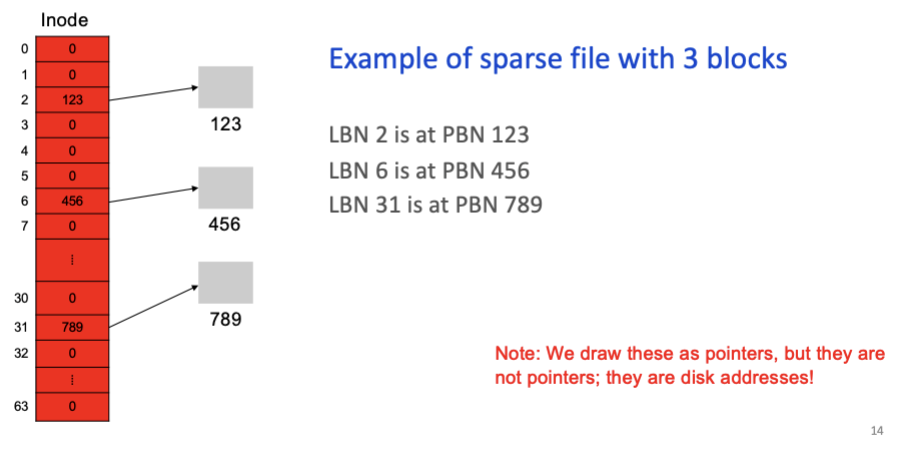 Inode
0 0
1 0
2 123
3 0
4 0
5 0
6 456
7 0
⁞
30 0
31 789
32 0
⁞
63 0
123
456
789
Example of sparse file with 3 blocks
LBN 2 is at PBN 123
LBN 6 is at PBN 456
LBN 31 is at PBN 789
Note: We draw these as pointers, but they are
not pointers; they are disk addresses!
14